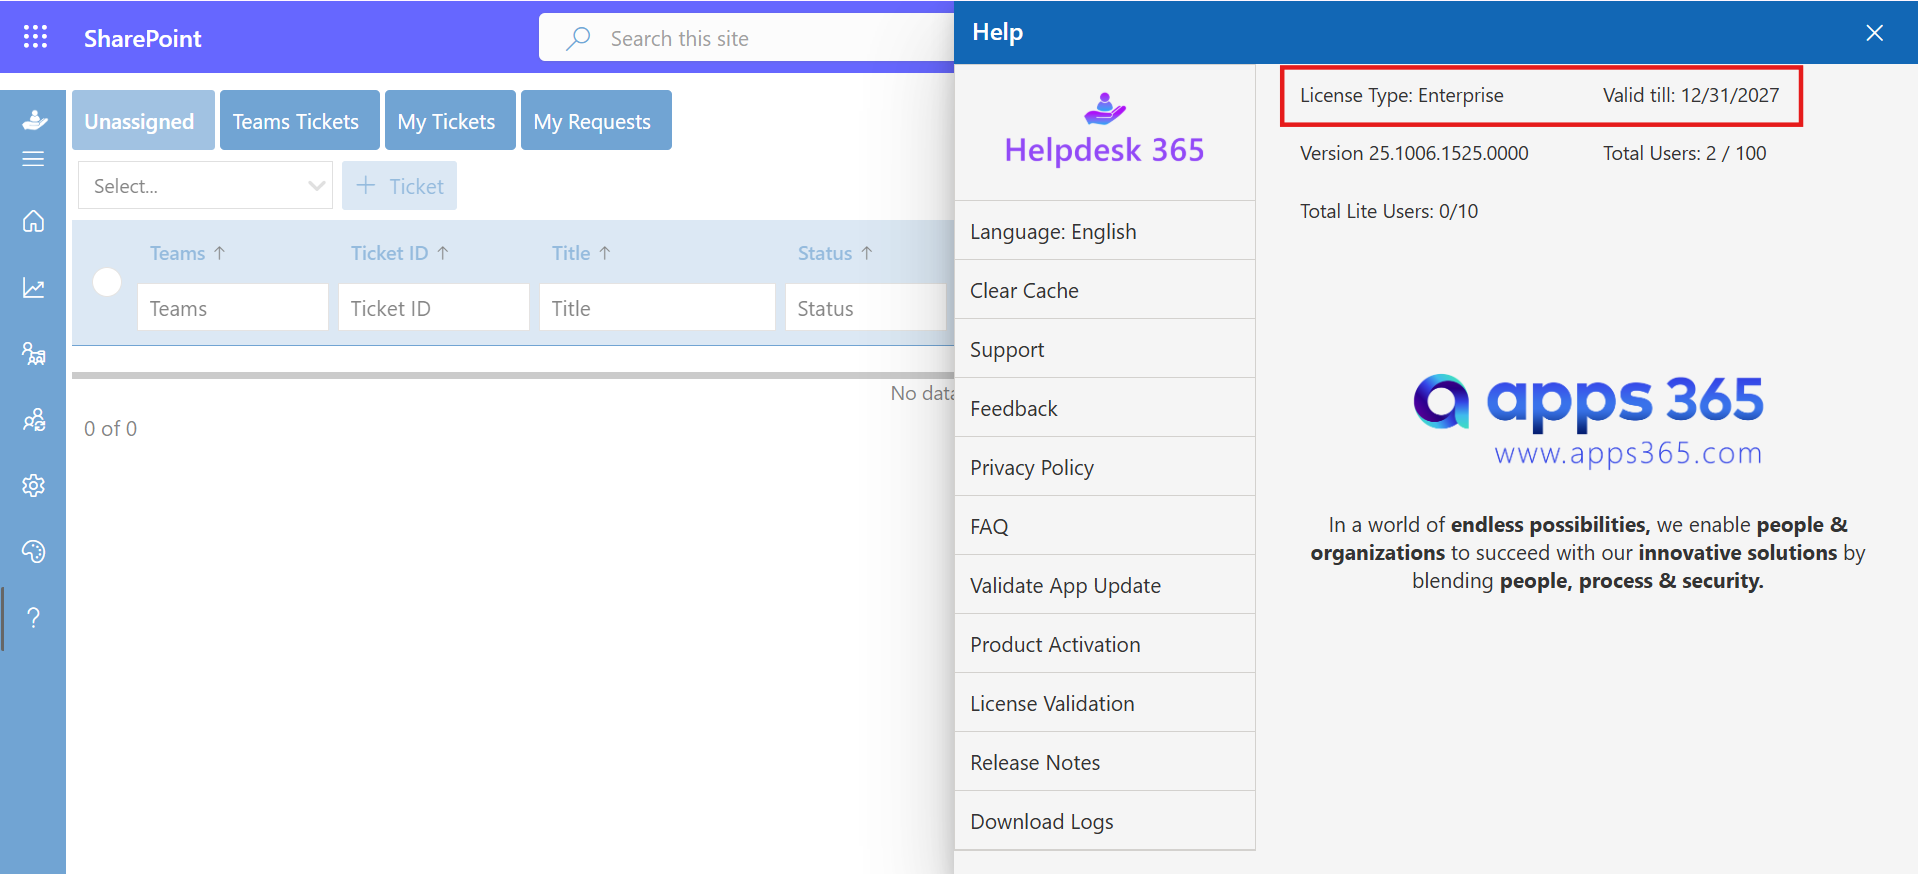 SharePoint
Search this site
Unassigned
Teams Tickets
My Tickets
My Requests
Select...
+ Ticket
Teams ↑
Ticket ID ↑
Title ↑
Status ↑
Teams
Ticket ID
Title
Status
No data
0 of 0
?
Help
Helpdesk 365
Language: English
Clear Cache
Support
Feedback
Privacy Policy
FAQ
Validate App Update
Product Activation
License Validation
Release Notes
Download Logs
License Type: Enterprise
Valid till: 12/31/2027
Version 25.1006.1525.0000
Total Users: 2 / 100
Total Lite Users: 0/10
apps 365
www.apps365.com
In a world of endless possibilities, we enable people &
organizations to succeed with our innovative solutions by
blending people, process & security.